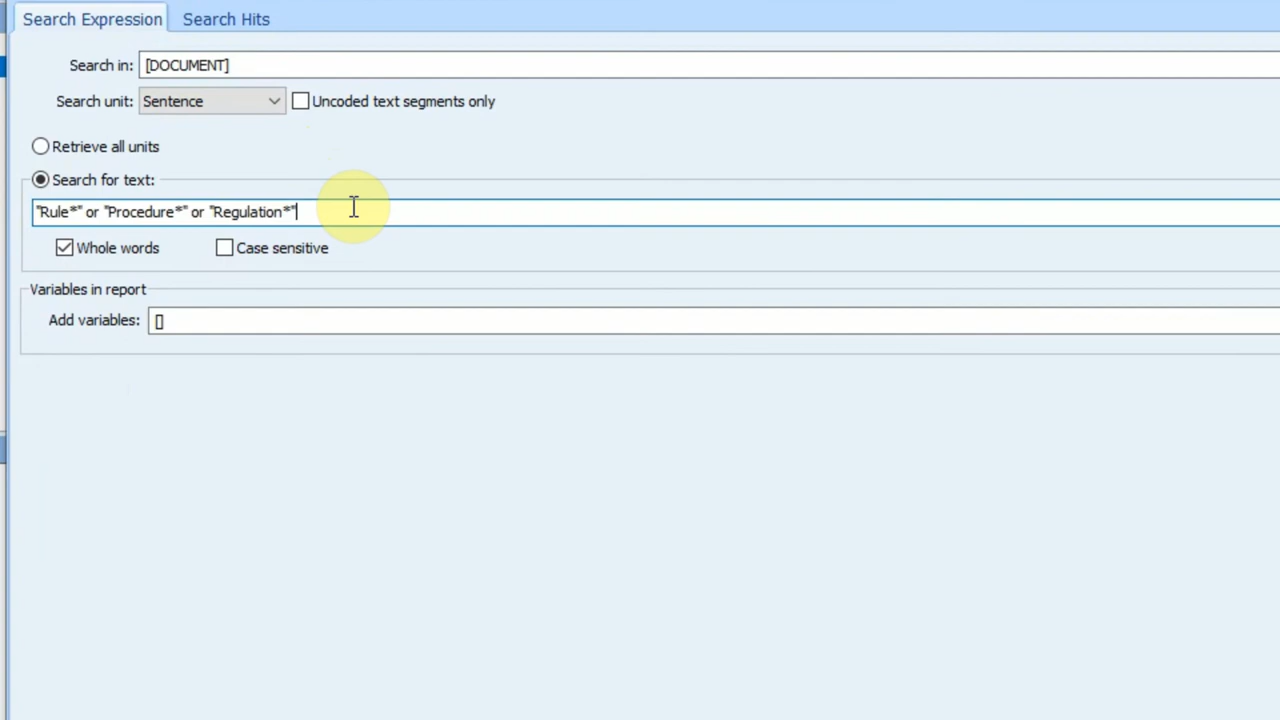 Search Expression Search Hits
Search in: [DOCUMENT]
Search unit: Sentence Uncoded text segments only
Retrieve all units
Search for text:
"Rule*" or "Procedure*" or "Regulation*"
Whole words Case sensitive
Variables in report
Add variables: []